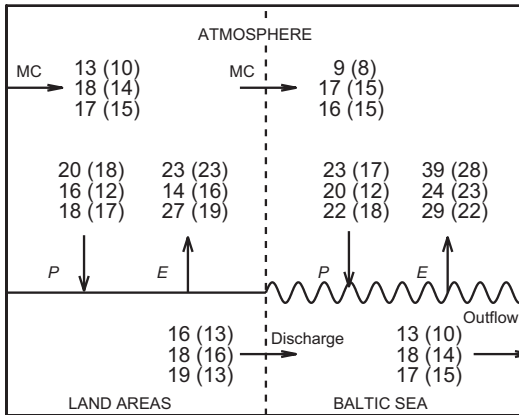 ATMOSPHERE
MC 13 (10) MC 9 (8)
18 (14) 17 (15)
17 (15) 16 (15)
20 (18) 23 (23) 23 (17) 39 (28)
16 (12) 14 (16) 20 (12) 24 (23)
18 (17) 27 (19) 22 (18) 29 (22)
P E P E
Outflow
16 (13) Discharge 13 (10)
18 (16) 18 (14)
19 (13) 17 (15)
LAND AREAS BALTIC SEA